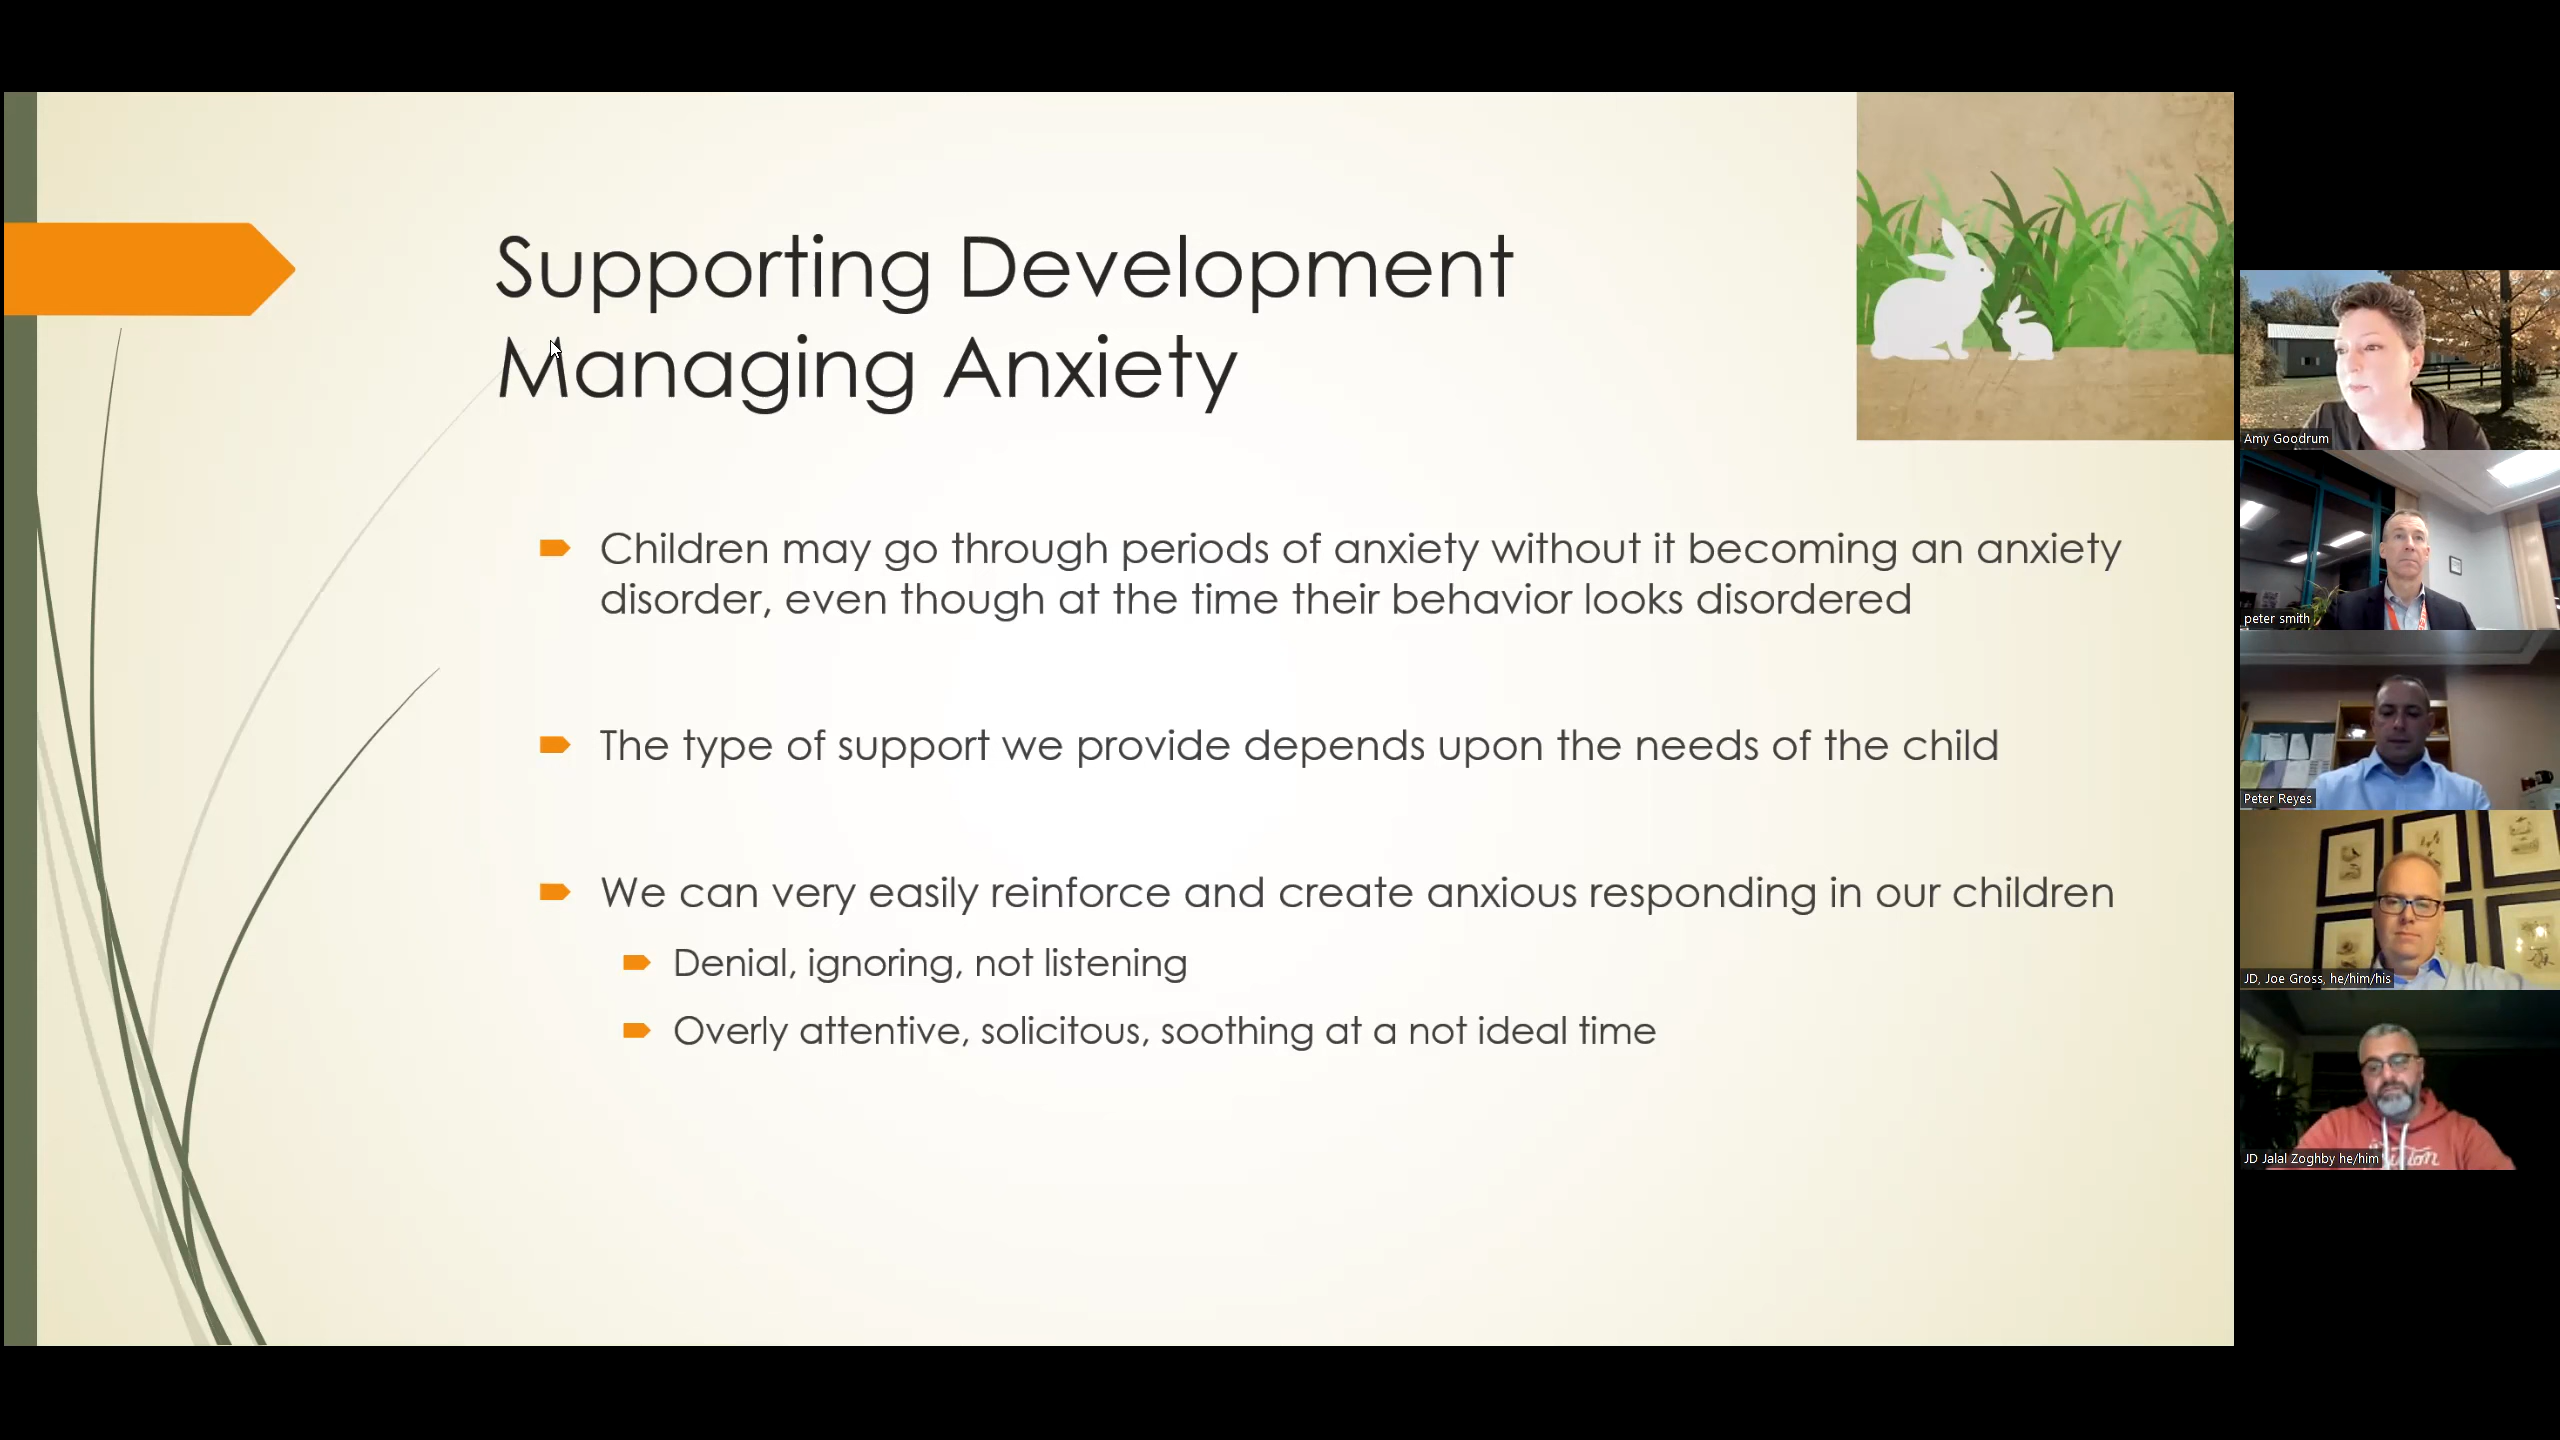 Supporting Development
Managing Anxiety
Children may go through periods of anxiety without it becoming an anxiety
disorder, even though at the time their behavior looks disordered
The type of support we provide depends upon the needs of the child
We can very easily reinforce and create anxious responding in our children
Denial, ignoring, not listening
Overly attentive, solicitous, soothing at a not ideal time
Amy Goodrum
peter smith
Peter Reyes
JD, Joe Gross, he/him/his
JD Jalal Zoghby he/him